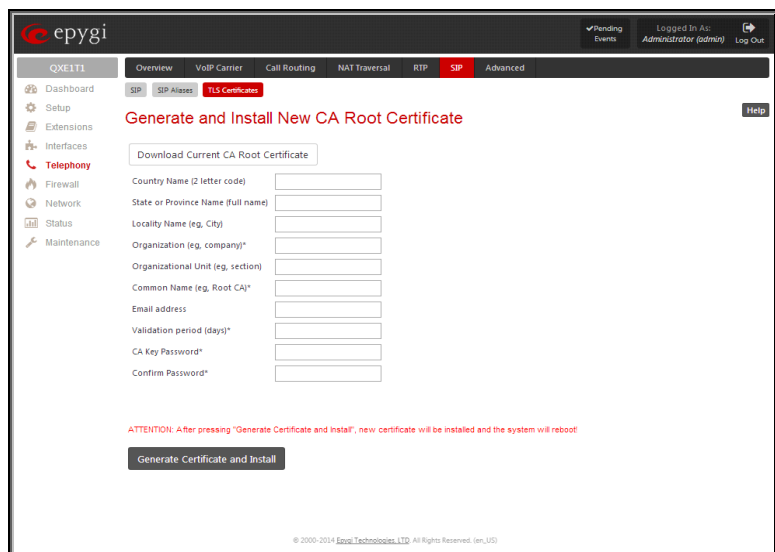 epygi
✔Pending Events
Logged In As:
Administrator (admin)
Log Out
QXE1T1
Overview VoIP Carrier Call Routing NAT Traversal RTP SIP Advanced
Dashboard
Setup
Extensions
Interfaces
Telephony
Firewall
Network
Status
Maintenance
SIP SIP Aliases TLS Certificates
Help
Generate and Install New CA Root Certificate
Download Current CA Root Certificate
Country Name (2 letter code)
State or Province Name (full name)
Locality Name (eg, City)
Organization (eg, company)*
Organizational Unit (eg, section)
Common Name (eg, Root CA)*
Email address
Validation period (days)*
CA Key Password*
Confirm Password*
ATTENTION: After pressing "Generate Certificate and Install", new certificate will be installed and the system will reboot!
Generate Certificate and Install
© 2000-2014 Epygi Technologies, LTD. All Rights Reserved. (en_US)